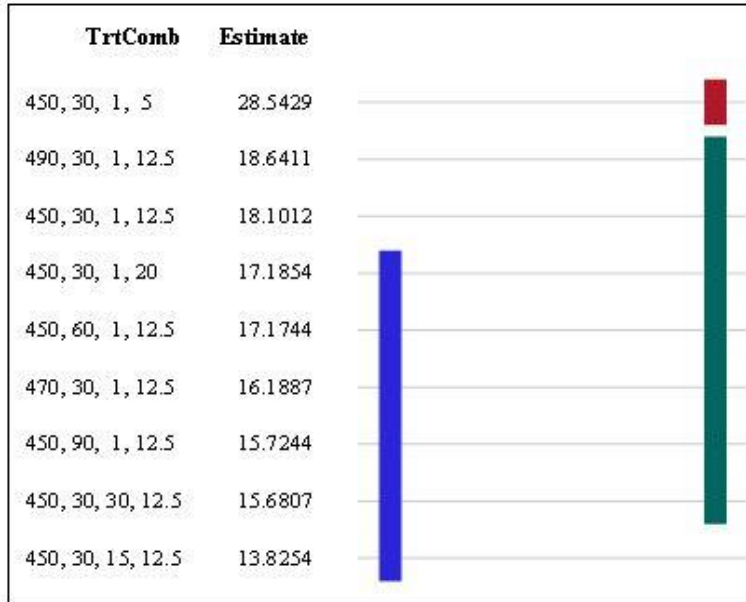 TrtComb Estimate
450, 30, 1, 5 28.5429
490, 30, 1, 12.5 18.6411
450, 30, 1, 12.5 18.1012
450, 30, 1, 20 17.1854
450, 60, 1, 12.5 17.1744
470, 30, 1, 12.5 16.1887
450, 90, 1, 12.5 15.7244
450, 30, 30, 12.5 15.6807
450, 30, 15, 12.5 13.8254